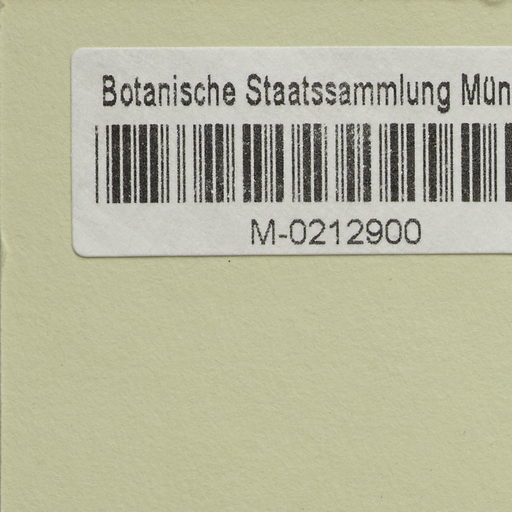 Botanische Staatssammlung Mün
M-0212900